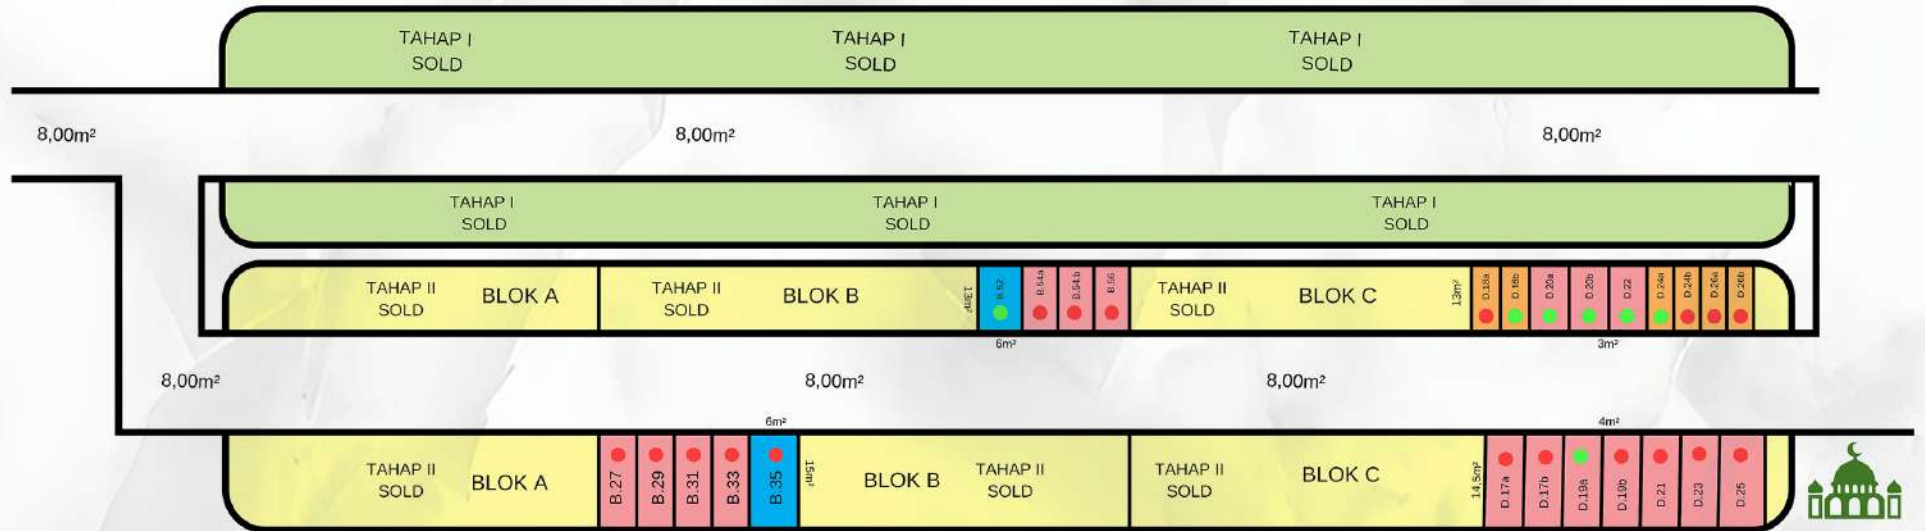 TAHAP I
SOLD
TAHAP I
SOLD
TAHAP I
SOLD
8,00m²
8,00m²
8,00m²
TAHAP I
SOLD
TAHAP I
SOLD
TAHAP I
SOLD
TAHAP II
SOLD
BLOK A
TAHAP II
SOLD
BLOK B
13m²
B.52
B.54a
B.54.b
B.56
TAHAP II
SOLD
BLOK C
13m²
D.18a
D.18b
D.20a
D.20b
D.22
D.24a
D.24b
D.26a
D.26b
6m²
3m²
8,00m²
8,00m²
8,00m²
6m²
4m²
TAHAP II
SOLD
BLOK A
B.27
B.29
B.31
B.33
B.35
15m²
BLOK B
TAHAP II
SOLD
TAHAP II
SOLD
BLOK C
14,5m²
D.17a
D.17b
D.19a
D.19b
D.21
D.23
D.25